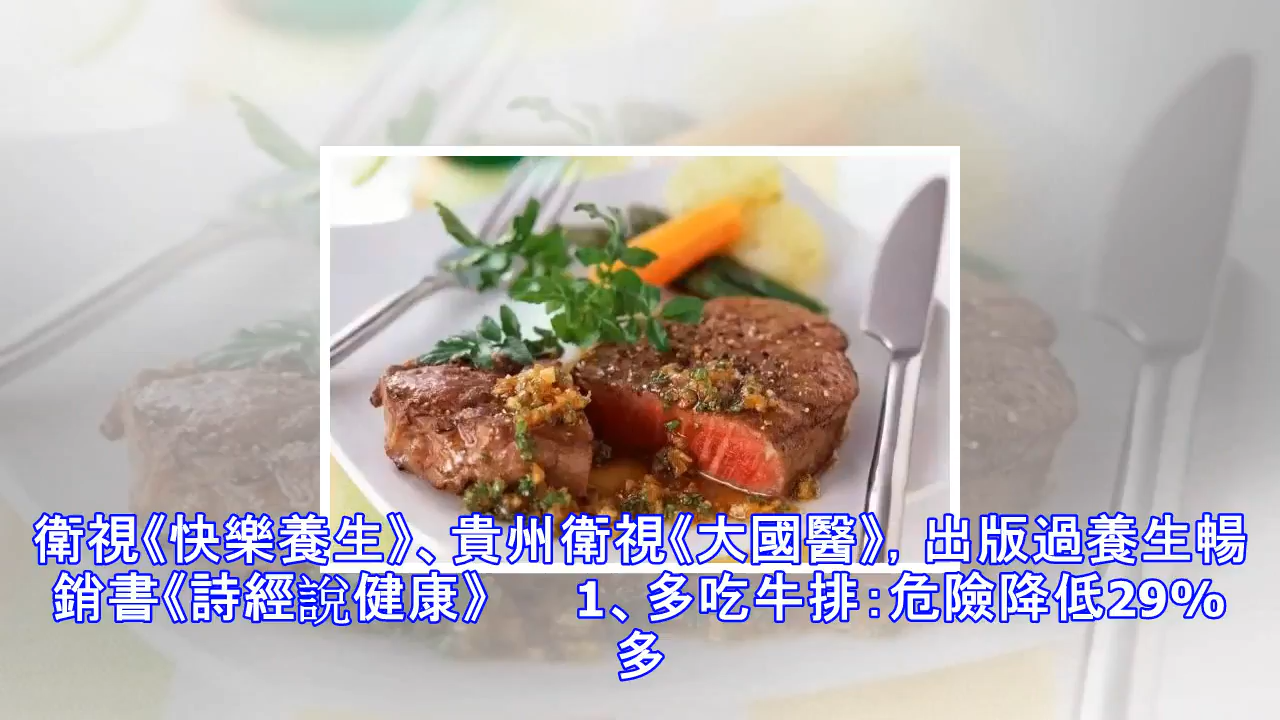 衛視《快樂養生》、貴州衛視《大國醫》，出版過養生暢
銷書《詩經說健康》　　1、多吃牛排：危險降低29%
多